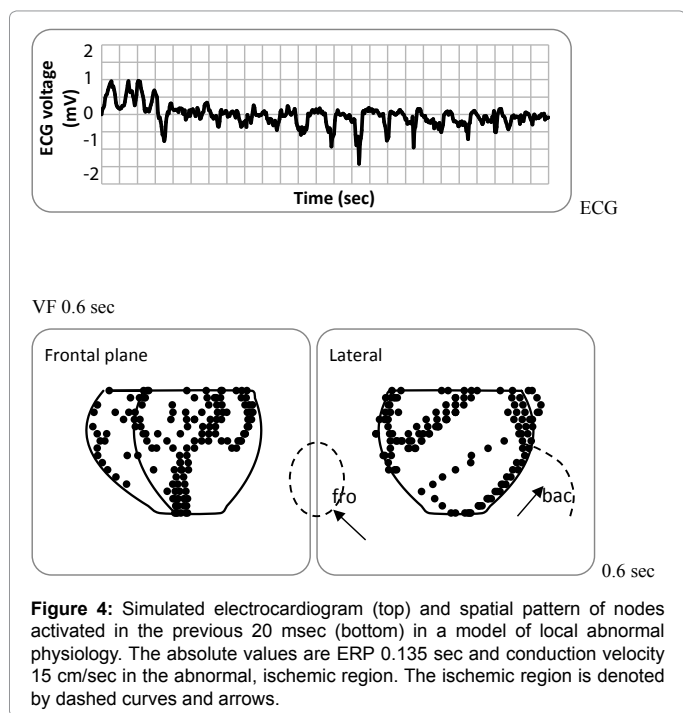 2
1
0
-1
-2
ECG voltage
(mV)
Time (sec)
ECG
VF 0.6 sec
Frontal plane
Lateral
fro
bac
0.6 sec
Figure 4: Simulated electrocardiogram (top) and spatial pattern of nodes
activated in the previous 20 msec (bottom) in a model of local abnormal
physiology. The absolute values are ERP 0.135 sec and conduction velocity
15 cm/sec in the abnormal, ischemic region. The ischemic region is denoted
by dashed curves and arrows.